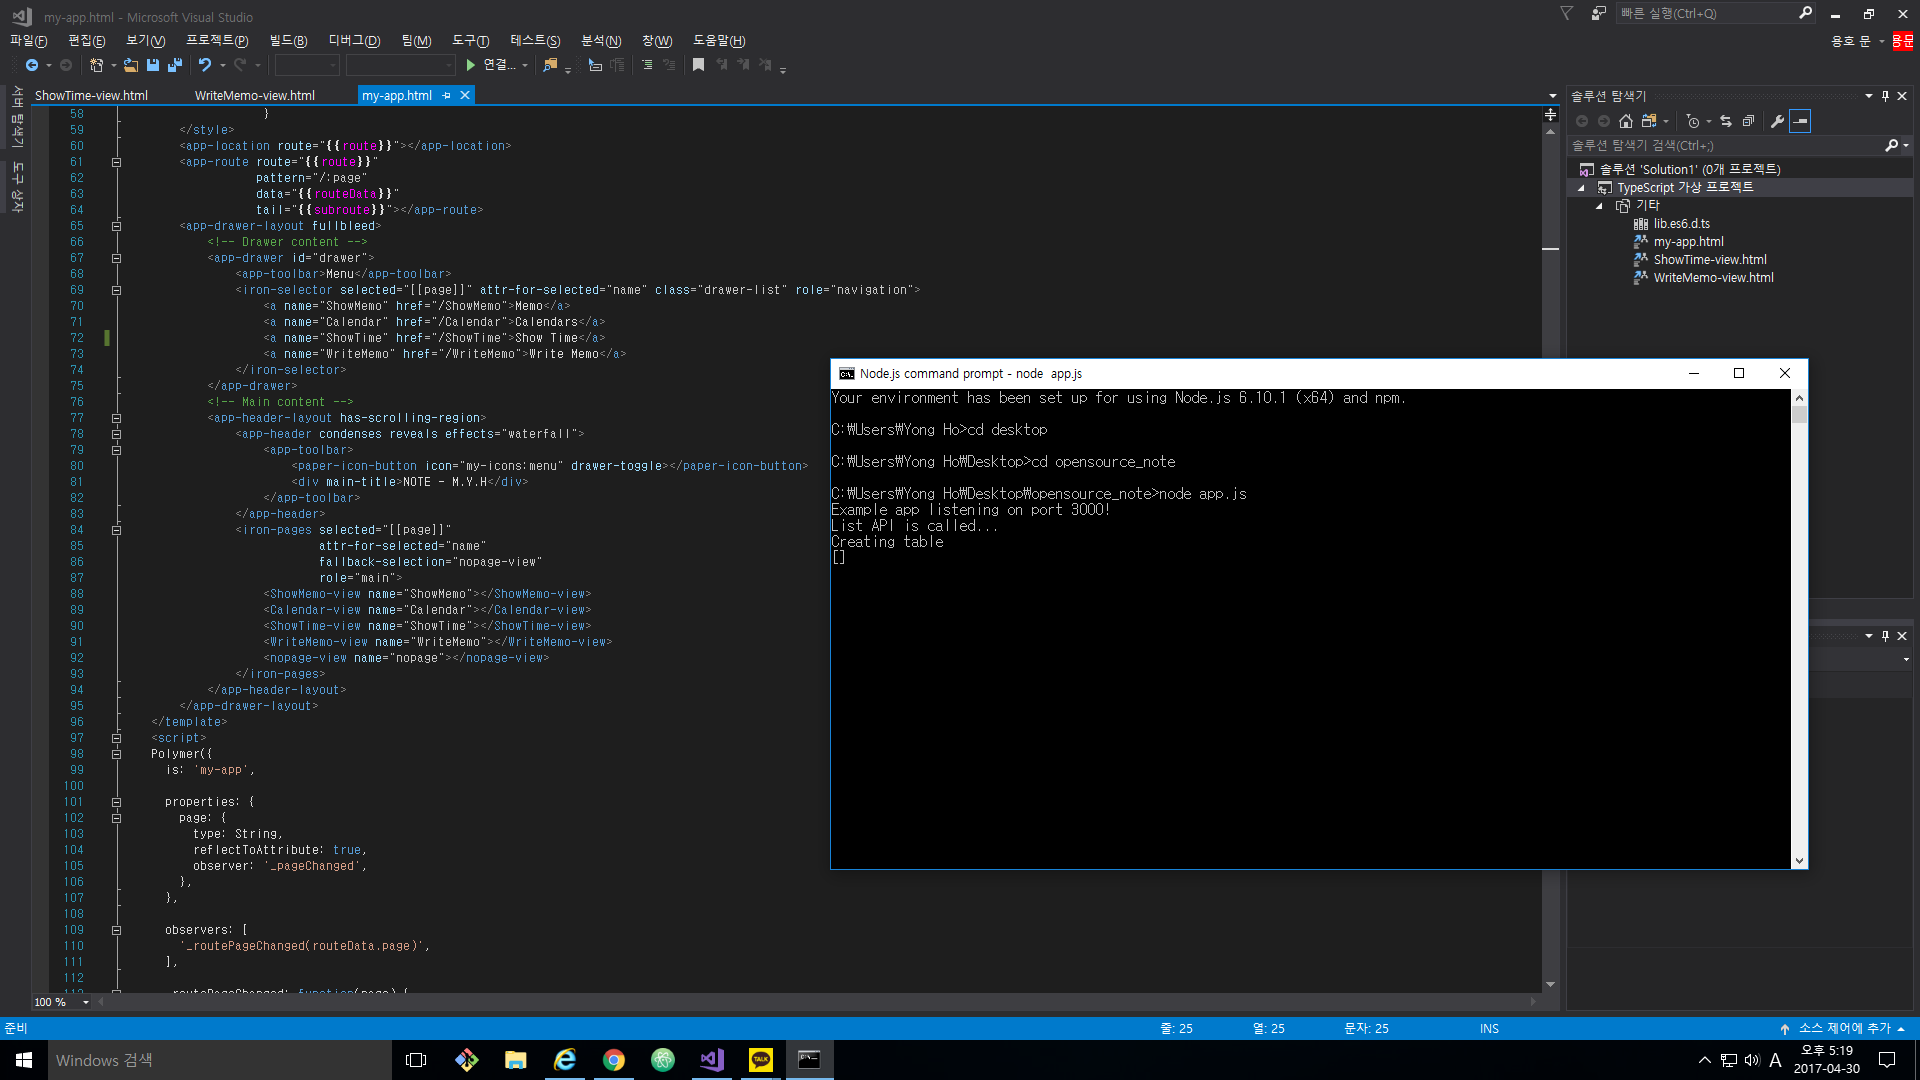 my-app.html - Microsoft Visual Studio
빠른 실행(Ctrl+Q)
파일(F) 편집(E) 보기(V) 프로젝트(P) 빌드(B) 디버그(D) 팀(M) 도구(T) 테스트(S) 분석(N) 창(W) 도움말(H)
용호 문
용문
연결...
서버 탐색기
도구 상자
ShowTime-view.html WriteMemo-view.html my-app.html
58 }
59 </style>
60 <app-location route="{{route}}"></app-location>
61 <app-route route="{{route}}"
62 pattern="/:page"
63 data="{{routeData}}"
64 tail="{{subroute}}"></app-route>
65 <app-drawer-layout fullbleed>
66 <!-- Drawer content -->
67 <app-drawer id="drawer">
68 <app-toolbar>Menu</app-toolbar>
69 <iron-selector selected="[[page]]" attr-for-selected="name" class="drawer-list" role="navigation">
70 <a name="ShowMemo" href="/ShowMemo">Memo</a>
71 <a name="Calendar" href="/Calendar">Calendars</a>
72 <a name="ShowTime" href="/ShowTime">Show Time</a>
73 <a name="WriteMemo" href="/WriteMemo">Write Memo</a>
74 </iron-selector>
75 </app-drawer>
76 <!-- Main content -->
77 <app-header-layout has-scrolling-region>
78 <app-header condenses reveals effects="waterfall">
79 <app-toolbar>
80 <paper-icon-button icon="my-icons:menu" drawer-toggle></paper-icon-button>
81 <div main-title>NOTE - M.Y.H</div>
82 </app-toolbar>
83 </app-header>
84 <iron-pages selected="[[page]]"
85 attr-for-selected="name"
86 fallback-selection="nopage-view"
87 role="main">
88 <ShowMemo-view name="ShowMemo"></ShowMemo-view>
89 <Calendar-view name="Calendar"></Calendar-view>
90 <ShowTime-view name="ShowTime"></ShowTime-view>
91 <WriteMemo-view name="WriteMemo"></WriteMemo-view>
92 <nopage-view name="nopage"></nopage-view>
93 </iron-pages>
94 </app-header-layout>
95 </app-drawer-layout>
96 </template>
97 <script>
98 Polymer({
99 is: 'my-app',
100
101 properties: {
102 page: {
103 type: String,
104 reflectToAttribute: true,
105 observer: '_pageChanged',
106 },
107 },
108
109 observers: [
110 '_routePageChanged(routeData.page)',
111 ],
112
113 _routePageChanged: function(page) {
100 %
Node.js command prompt - node app.js
Your environment has been set up for using Node.js 6.10.1 (x64) and npm.
C:₩Users₩Yong Ho>cd desktop
C:₩Users₩Yong Ho₩Desktop>cd opensource_note
C:₩Users₩Yong Ho₩Desktop₩opensource_note>node app.js
Example app listening on port 3000!
List API is called...
Creating table
[]
솔루션 탐색기
솔루션 탐색기 검색(Ctrl+;)
솔루션 'Solution1' (0개 프로젝트)
TypeScript 가상 프로젝트
기타
lib.es6.d.ts
my-app.html
ShowTime-view.html
WriteMemo-view.html
준비 줄: 25 열: 25 문자: 25 INS 소스 제어에 추가
Windows 검색
TALK
A
오후 5:19
2017-04-30